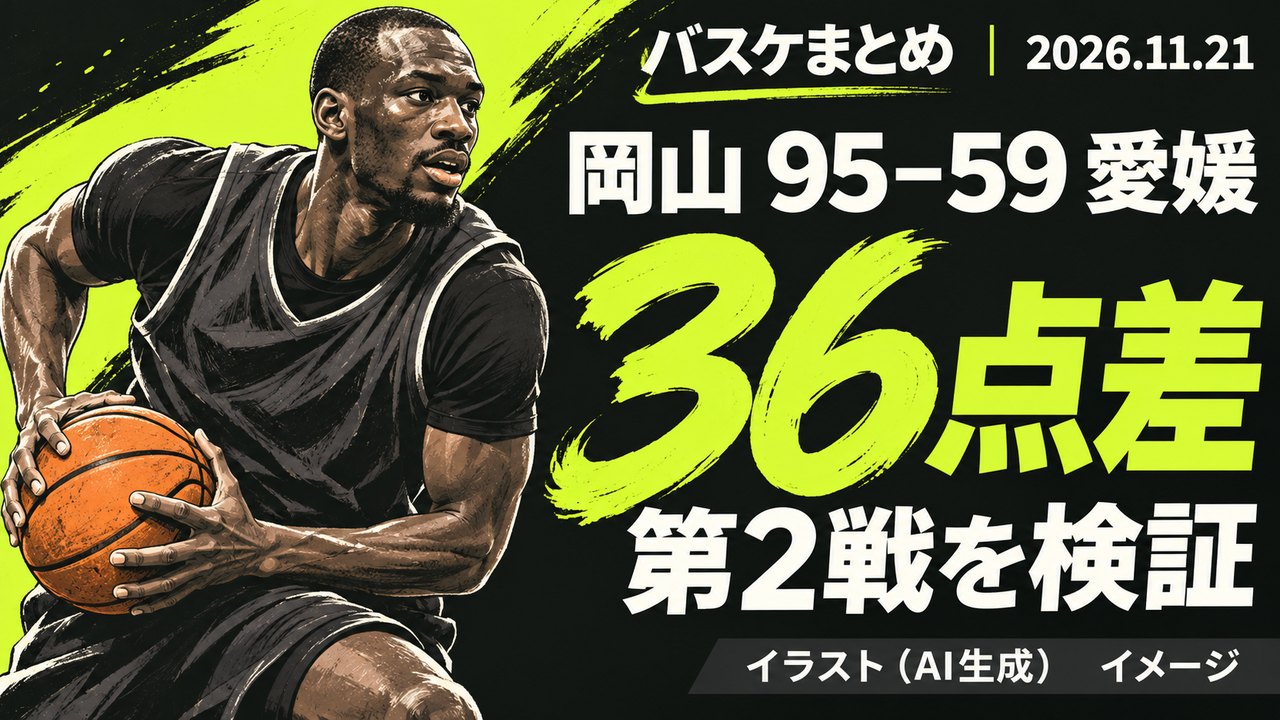 バスケまとめ | 2026.11.21
岡山 95-59 愛媛
36点差
第2戦を検証
イラスト(AI生成) イメージ